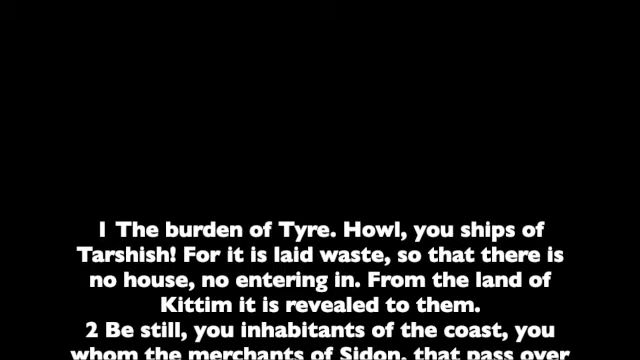 1 The burden of Tyre. Howl, you ships of
Tarshish! For it is laid waste, so that there is
no house, no entering in. From the land of
Kittim it is revealed to them.
2 Be still, you inhabitants of the coast, you
whom the merchants of Sidon, that pass over